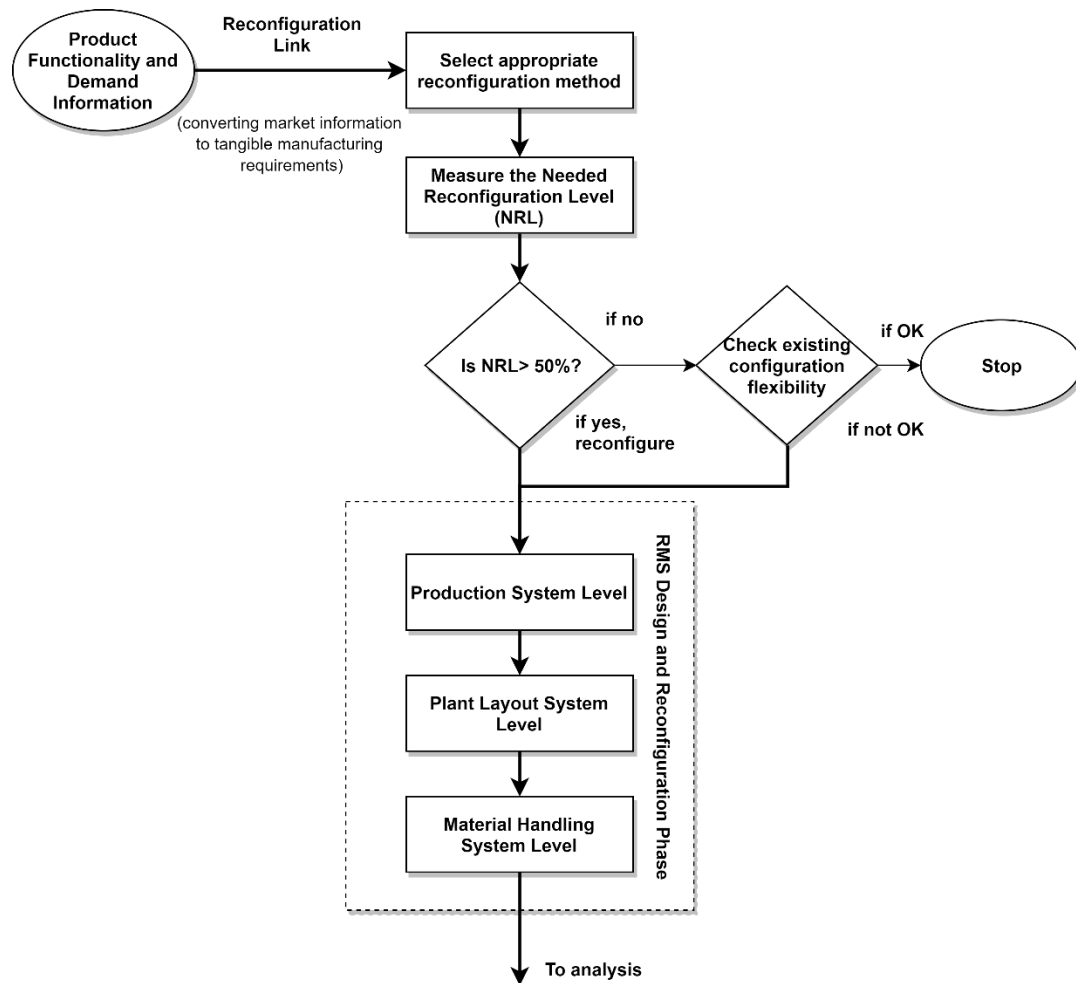 Product
Functionality and
Demand
Information
Reconfiguration
Link
(converting market information
to tangible manufacturing
requirements)
Select appropriate
reconfiguration method
Measure the Needed
Reconfiguration Level
(NRL)
Is NRL> 50%?
if no
if yes,
reconfigure
Check existing
configuration
flexibility
if OK
if not OK
Stop
Production System Level
Plant Layout System
Level
Material Handling
System Level
RMS Design and Reconfiguration Phase
To analysis